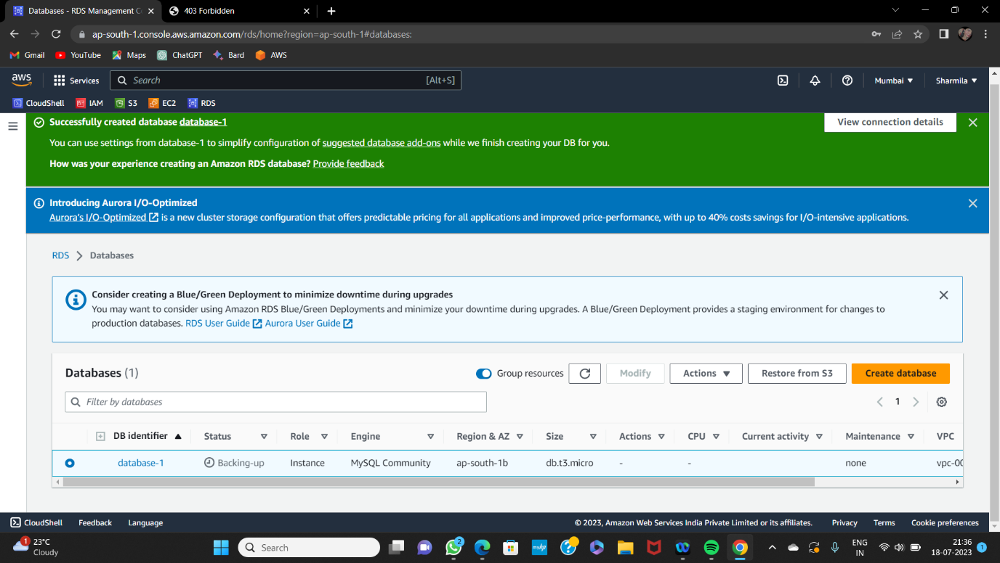 Databases - RDS Management C
403 Forbidden
ap-south-1.console.aws.amazon.com/rds/home?region=ap-south-1#databases:
Gmail YouTube Maps ChatGPT Bard AWS
aws Services Search [Alt+S] Mumbai Sharmila
CloudShell IAM S3 EC2 RDS
Successfully created database database-1 View connection details
You can use settings from database-1 to simplify configuration of suggested database add-ons while we finish creating your DB for you.
How was your experience creating an Amazon RDS database? Provide feedback
Introducing Aurora I/O-Optimized
Aurora's I/O-Optimized is a new cluster storage configuration that offers predictable pricing for all applications and improved price-performance, with up to 40% costs savings for I/O-intensive applications.
RDS > Databases
Consider creating a Blue/Green Deployment to minimize downtime during upgrades
You may want to consider using Amazon RDS Blue/Green Deployments and minimize your downtime during upgrades. A Blue/Green Deployment provides a staging environment for changes to
production databases. RDS User Guide Aurora User Guide
Databases (1) Group resources Modify Actions Restore from S3 Create database
Filter by databases 1
DB identifier Status Role Engine Region & AZ Size Actions CPU Current activity Maintenance VPC
database-1 Backing-up Instance MySQL Community ap-south-1b db.t3.micro - - none vpc-00
CloudShell Feedback Language © 2023, Amazon Web Services India Private Limited or its affiliates. Privacy Terms Cookie preferences
1 23°C
Cloudy
Search
2
myhp
ENG
IN
21:36
18-07-2023
1